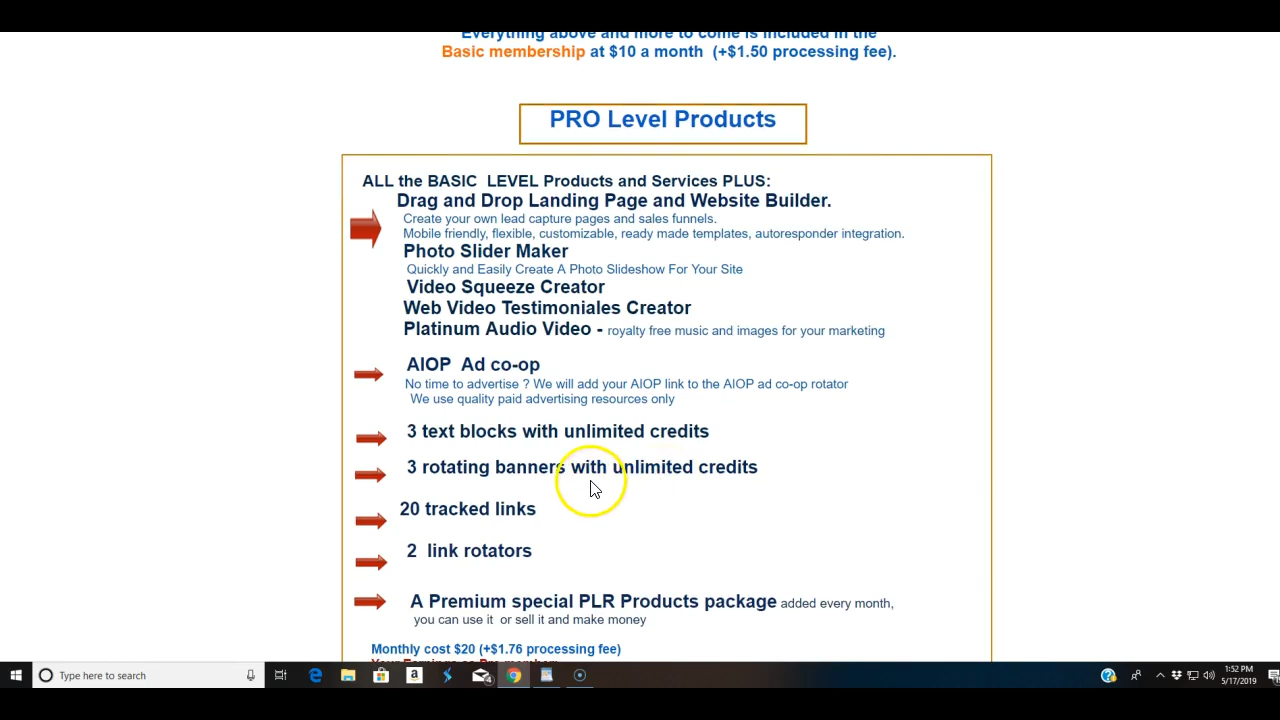 Everything above and more to come is included in the
Basic membership at $10 a month (+$1.50 processing fee).
PRO Level Products
ALL the BASIC LEVEL Products and Services PLUS:
Drag and Drop Landing Page and Website Builder.
Create your own lead capture pages and sales funnels.
Mobile friendly, flexible, customizable, ready made templates, autoresponder integration.
Photo Slider Maker
Quickly and Easily Create A Photo Slideshow For Your Site
Video Squeeze Creator
Web Video Testimoniales Creator
Platinum Audio Video - royalty free music and images for your marketing
AIOP Ad co-op
No time to advertise ? We will add your AIOP link to the AIOP ad co-op rotator
We use quality paid advertising resources only
3 text blocks with unlimited credits
3 rotating banners with unlimited credits
20 tracked links
2 link rotators
A Premium special PLR Products package added every month,
you can use it or sell it and make money
Monthly cost $20 (+$1.76 processing fee)
Your Earnings as Pro member:
Type here to search
4
1:52 PM
5/17/2019